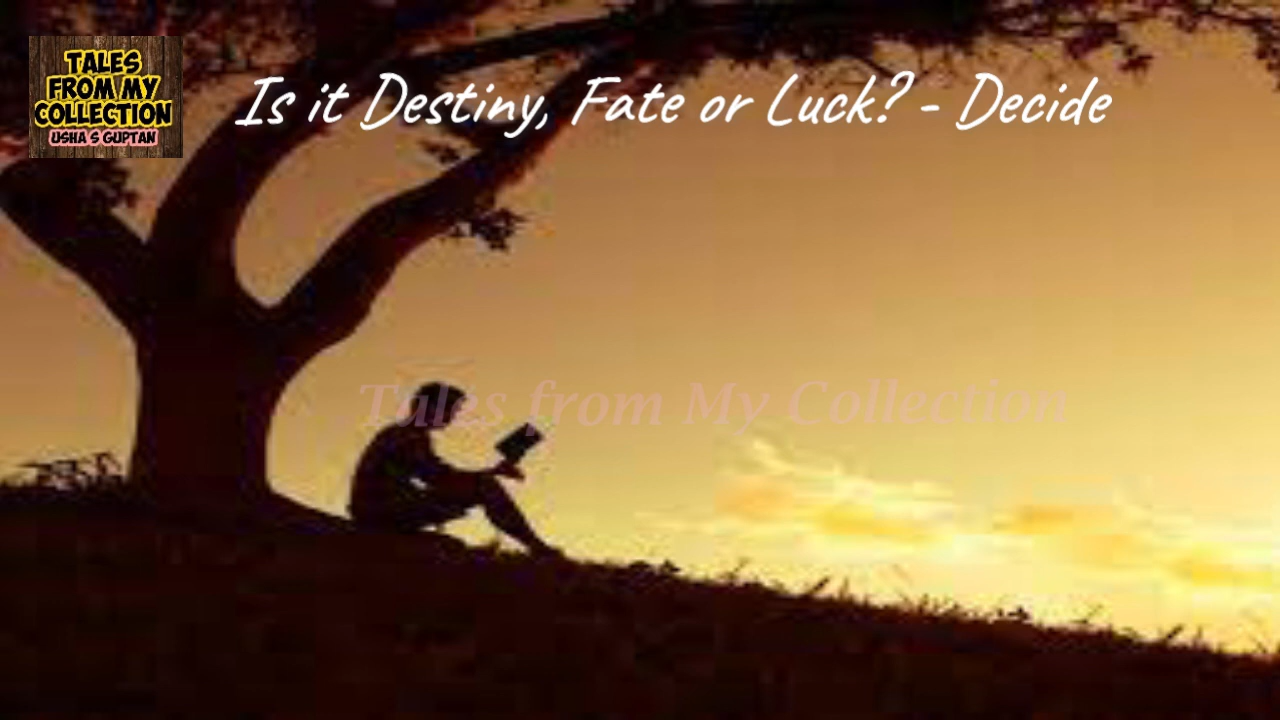 TALES
FROM MY
COLLECTION
USHA S GUPTAN
Is it Destiny, Fate or Luck? - Decide
Tales from My Collection